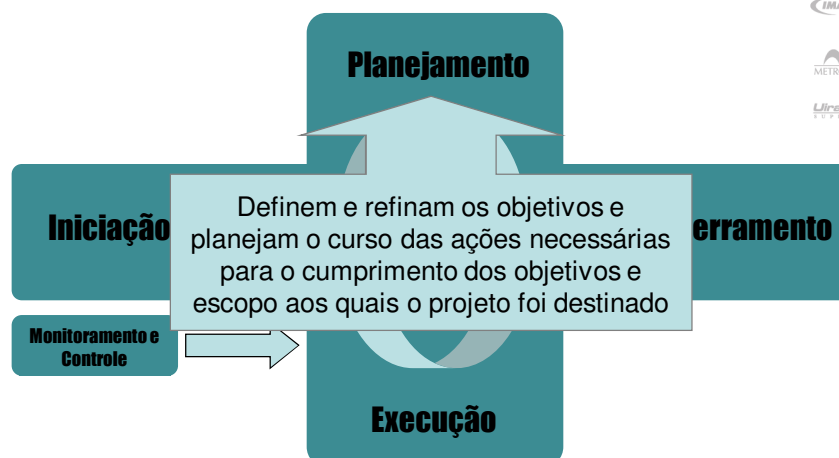 Planejamento
Iniciação
Definem e refinam os objetivos e
planejam o curso das ações necessárias
para o cumprimento dos objetivos e
escopo aos quais o projeto foi destinado
erramento
Monitoramento e
Controle
Execução